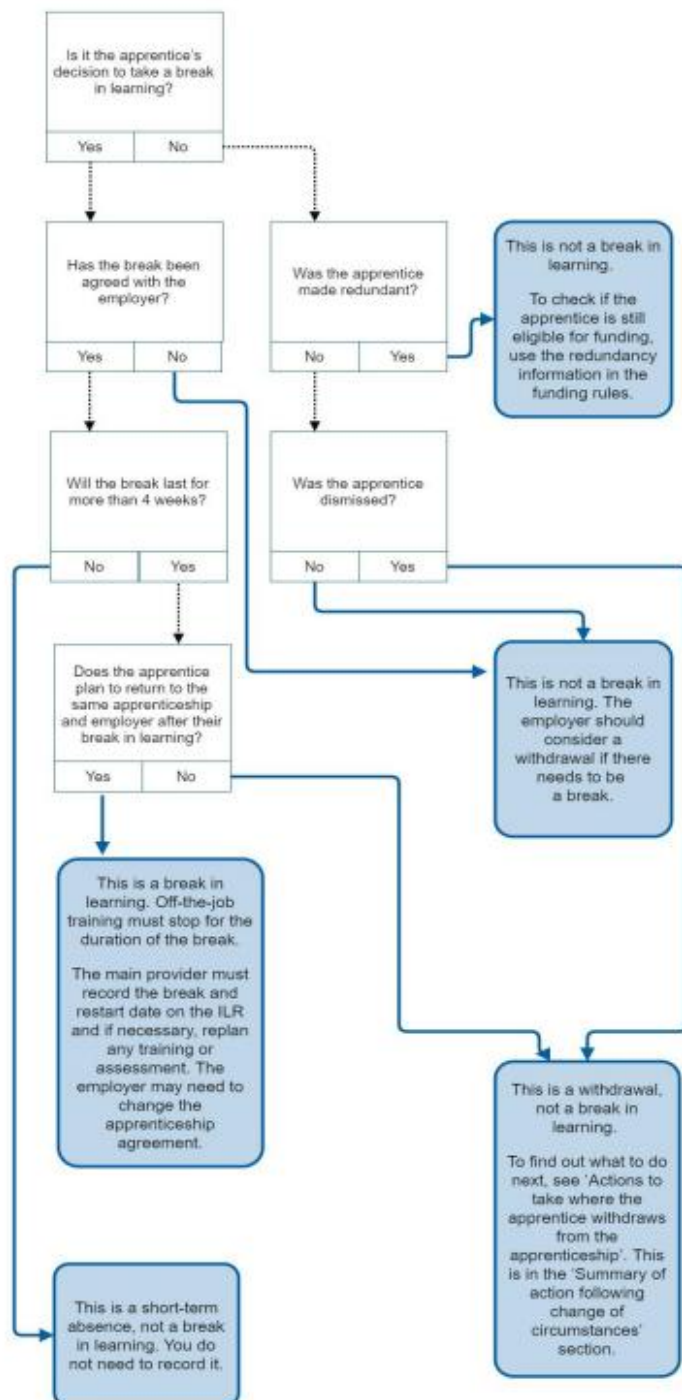 Is it the apprentice's
decision to take a break
in learning?
Yes
No
Has the break been
agreed with the
employer?
Yes
No
Was the apprentice
made redundant?
No
Yes
This is not a break in
learning.
To check if the
apprentice is still
eligible for funding,
use the redundancy
information in the
funding rules.
Will the break last for
more than 4 weeks?
No
Yes
Was the apprentice
dismissed?
No
Yes
Does the apprentice
plan to return to the
same apprenticeship
and employer after their
break in learning?
Yes
No
This is not a break in
learning. The
employer should
consider a
withdrawal if there
needs to be
a break.
This is a break in
learning. Off-the-job
training must stop for the
duration of the break.
The main provider must
record the break and
restart date on the ILR
and if necessary, replan
any training or
assessment. The
employer may need to
change the
apprenticeship
agreement.
This is a withdrawal,
not a break in
learning.
To find out what to do
next, see 'Actions to
take where the
apprentice withdraws
from the
apprenticeship'. This
is in the 'Summary of
action following
change of
circumstances'
section.
This is a short-term
absence, not a break
in learning. You do
not need to record it.